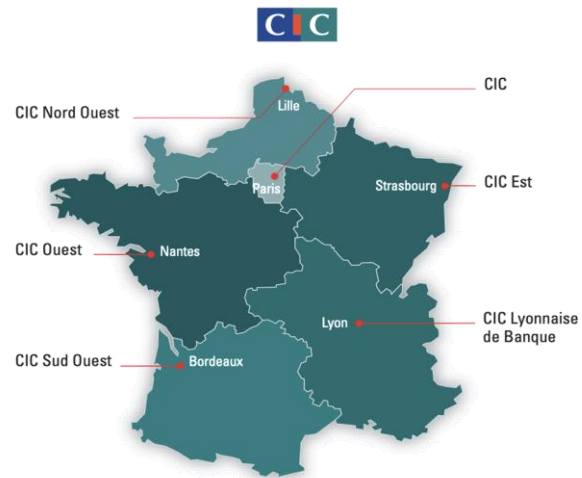 CIC
CIC
Lille
CIC Nord Ouest
Paris
Strasbourg
CIC Est
CIC Ouest
Nantes
Lyon
CIC Lyonnaise
de Banque
CIC Sud Ouest
Bordeaux